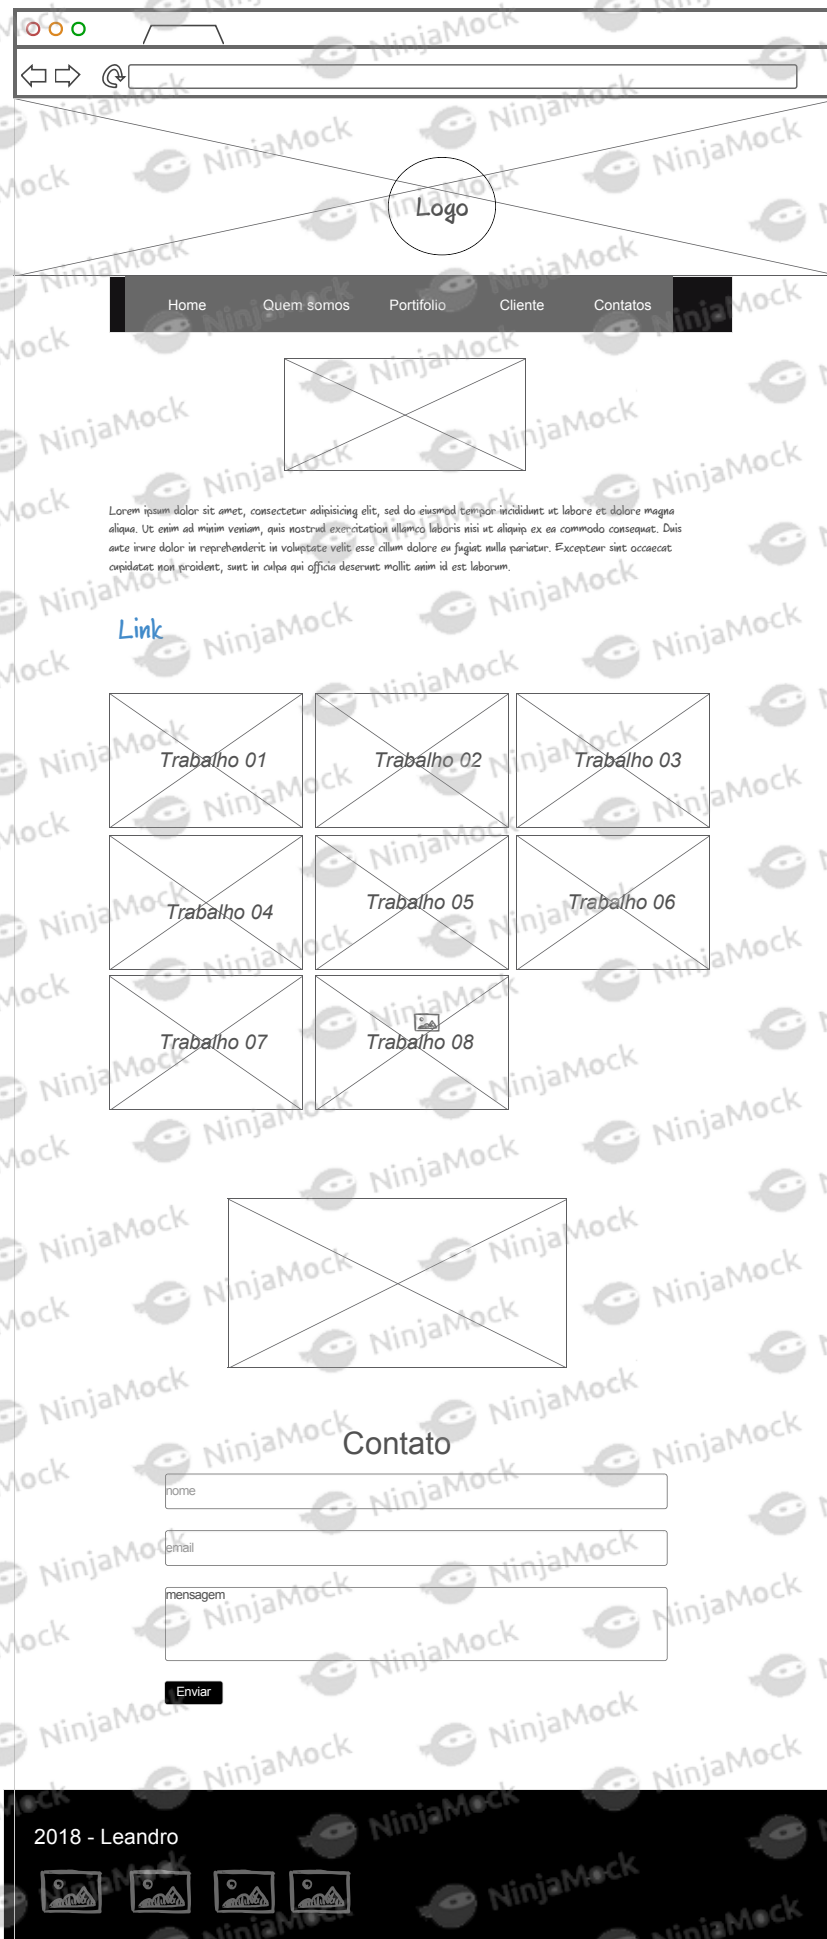 Logo
Home Quem somos Portifolio Cliente Contatos
Lorem ipsum dolor sit amet, consectetur adipisicing elit, sed do eiusmod tempor incididunt ut labore et dolore magna
aliqua. Ut enim ad minim veniam, quis nostrud exercitation ullamco laboris nisi ut aliquip ex ea commodo consequat. Duis
aute irure dolor in reprehenderit in voluptate velit esse cillum dolore eu fugiat nulla pariatur. Excepteur sint occaecat
cupidatat non proident, sunt in culpa qui officia deserunt mollit anim id est laborum.
Link
Trabalho 01 Trabalho 02 Trabalho 03
Trabalho 04 Trabalho 05 Trabalho 06
Trabalho 07 Trabalho 08
Contato
nome
email
mensagem
Enviar
2018 - Leandro
NinjaMock